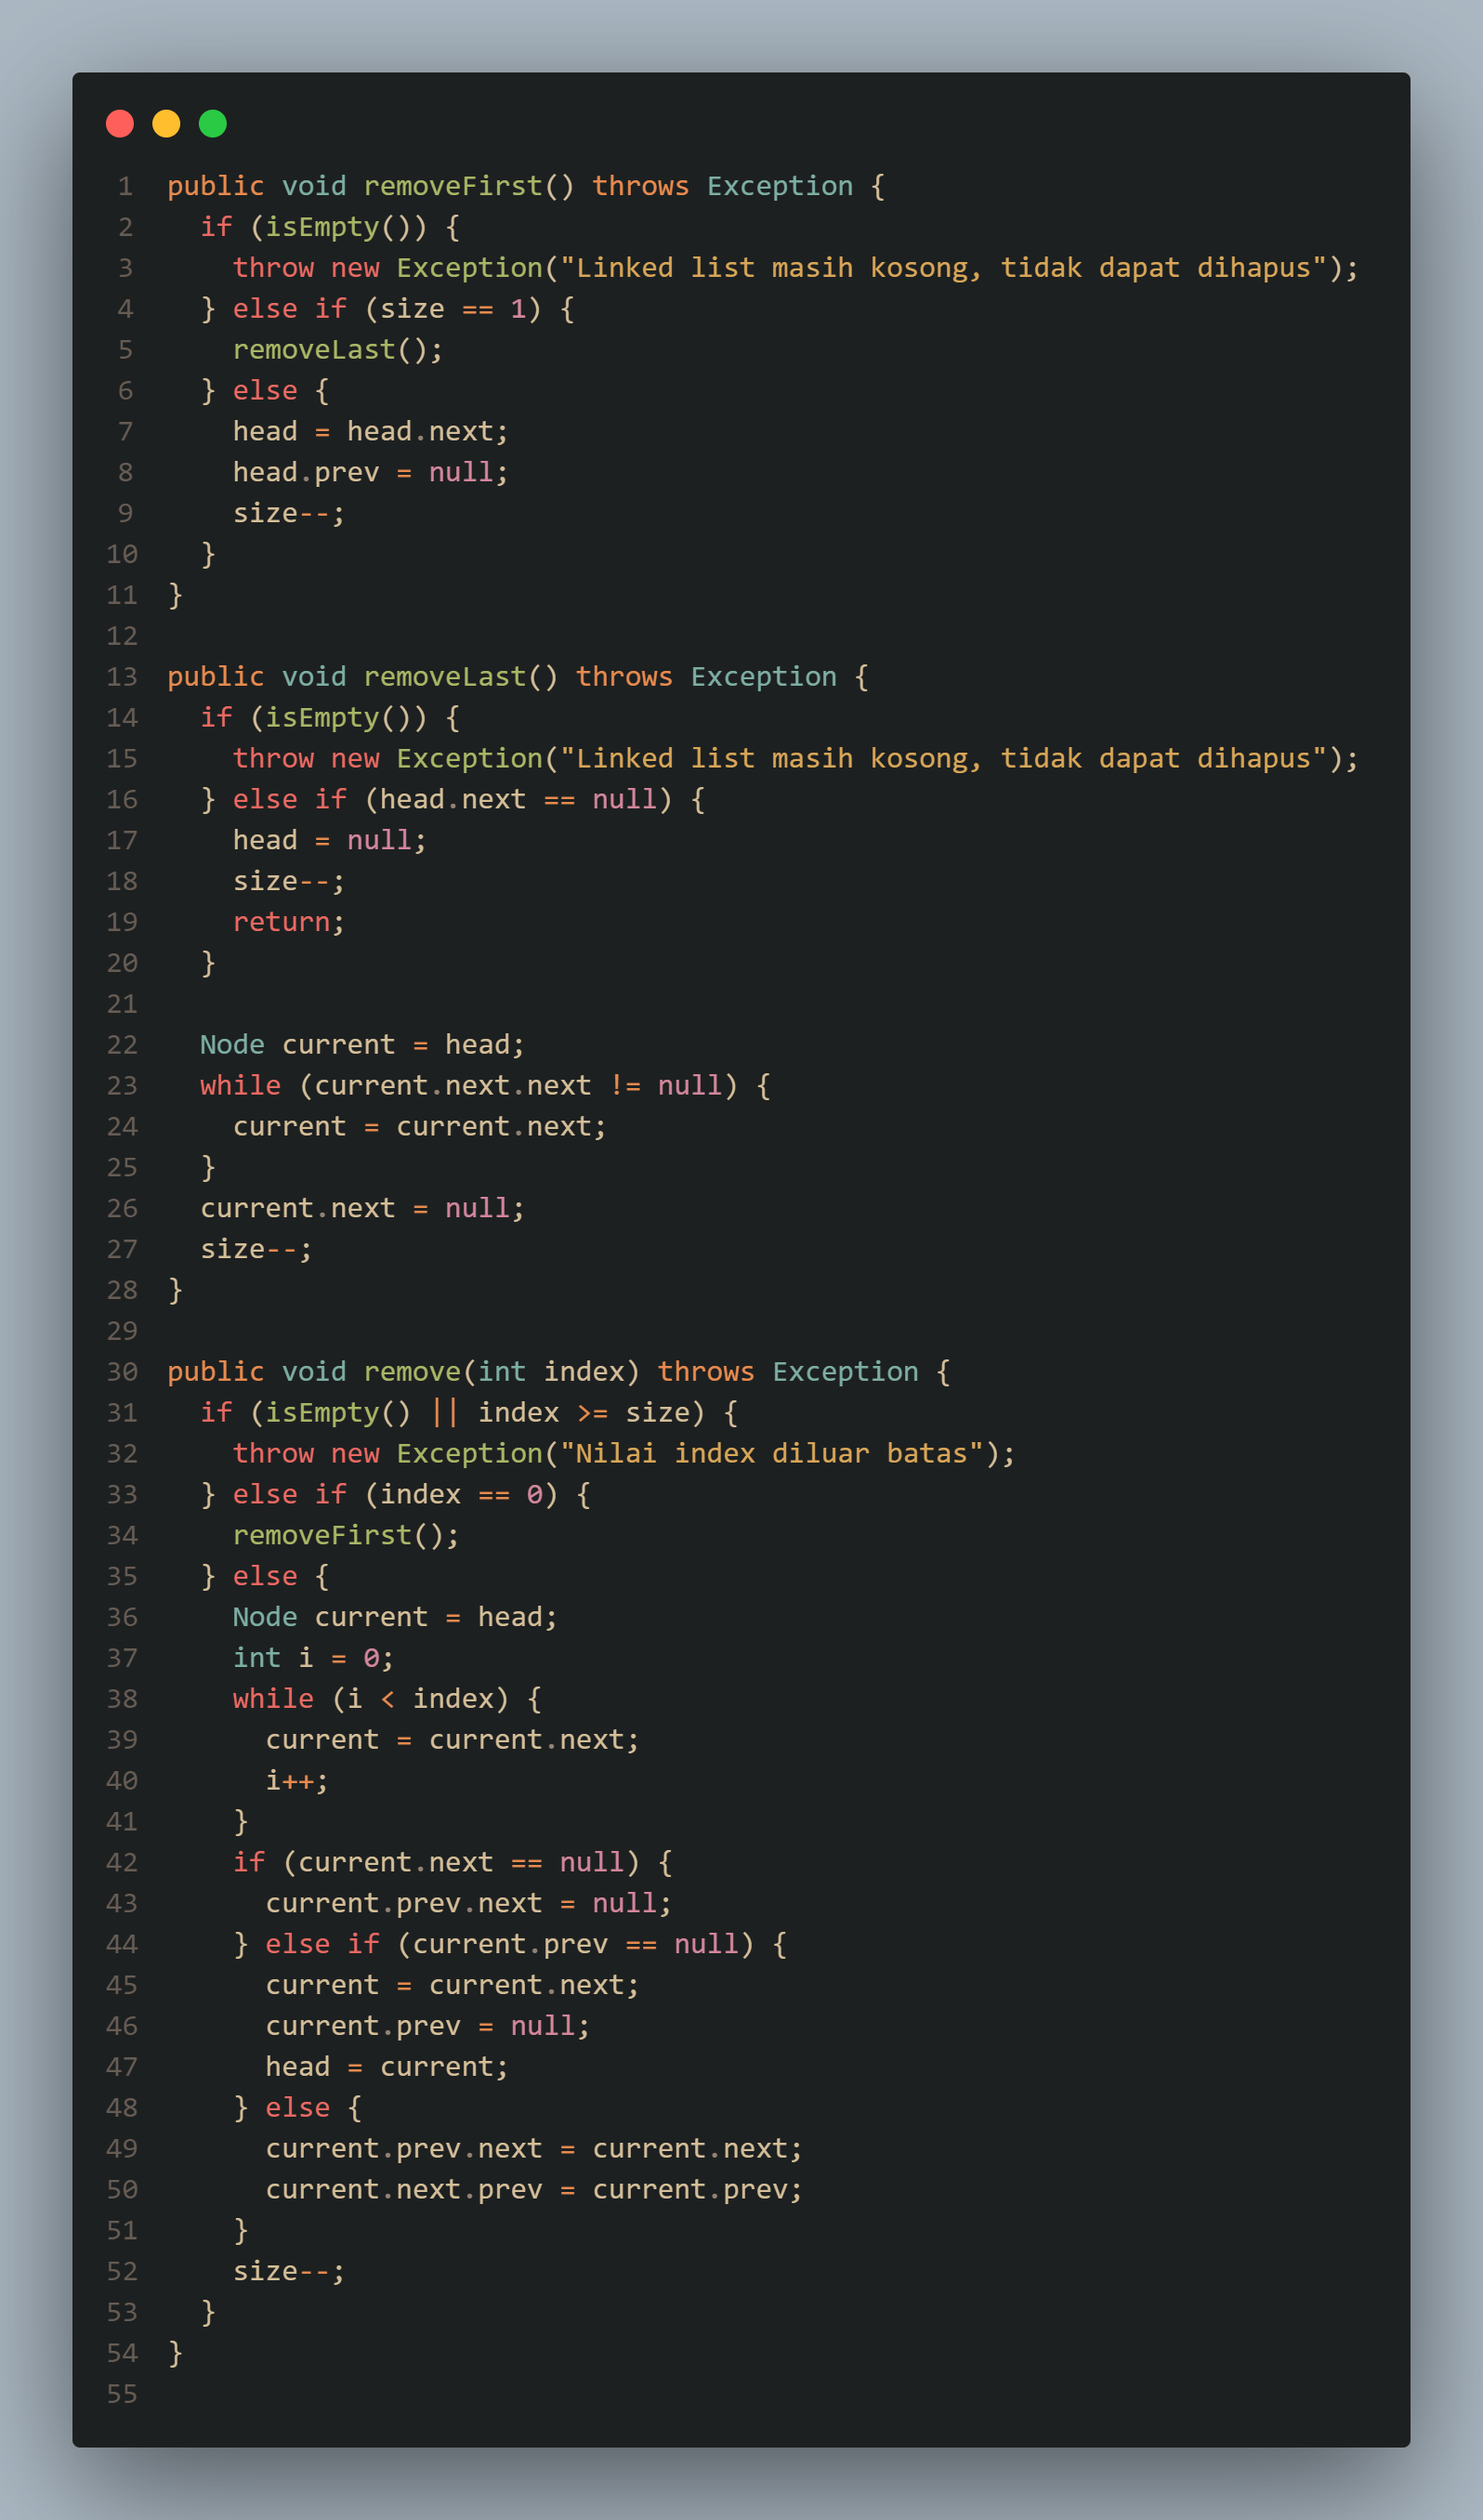 1 public void removeFirst() throws Exception {
2   if (isEmpty()) {
3     throw new Exception("Linked list masih kosong, tidak dapat dihapus");
4   } else if (size == 1) {
5     removeLast();
6   } else {
7     head = head.next;
8     head.prev = null;
9     size--;
10   }
11 }
12
13 public void removeLast() throws Exception {
14   if (isEmpty()) {
15     throw new Exception("Linked list masih kosong, tidak dapat dihapus");
16   } else if (head.next == null) {
17     head = null;
18     size--;
19     return;
20   }
21
22   Node current = head;
23   while (current.next.next != null) {
24     current = current.next;
25   }
26   current.next = null;
27   size--;
28 }
29
30 public void remove(int index) throws Exception {
31   if (isEmpty() || index >= size) {
32     throw new Exception("Nilai index diluar batas");
33   } else if (index == 0) {
34     removeFirst();
35   } else {
36     Node current = head;
37     int i = 0;
38     while (i < index) {
39       current = current.next;
40       i++;
41     }
42     if (current.next == null) {
43       current.prev.next = null;
44     } else if (current.prev == null) {
45       current = current.next;
46       current.prev = null;
47       head = current;
48     } else {
49       current.prev.next = current.next;
50       current.next.prev = current.prev;
51     }
52     size--;
53   }
54 }
55